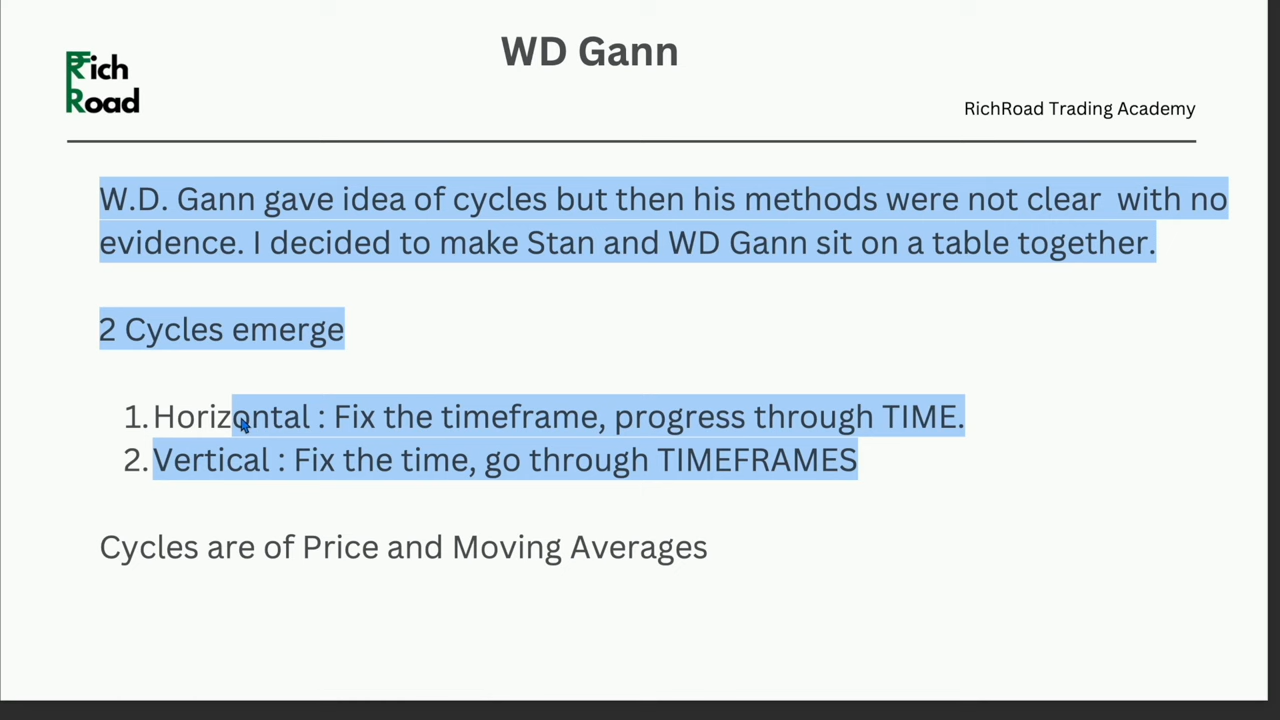 WD Gann
₹ich
Road
RichRoad Trading Academy
W.D. Gann gave idea of cycles but then his methods were not clear with no
evidence. I decided to make Stan and WD Gann sit on a table together.
2 Cycles emerge
1. Horizontal : Fix the timeframe, progress through TIME.
2. Vertical : Fix the time, go through TIMEFRAMES
Cycles are of Price and Moving Averages